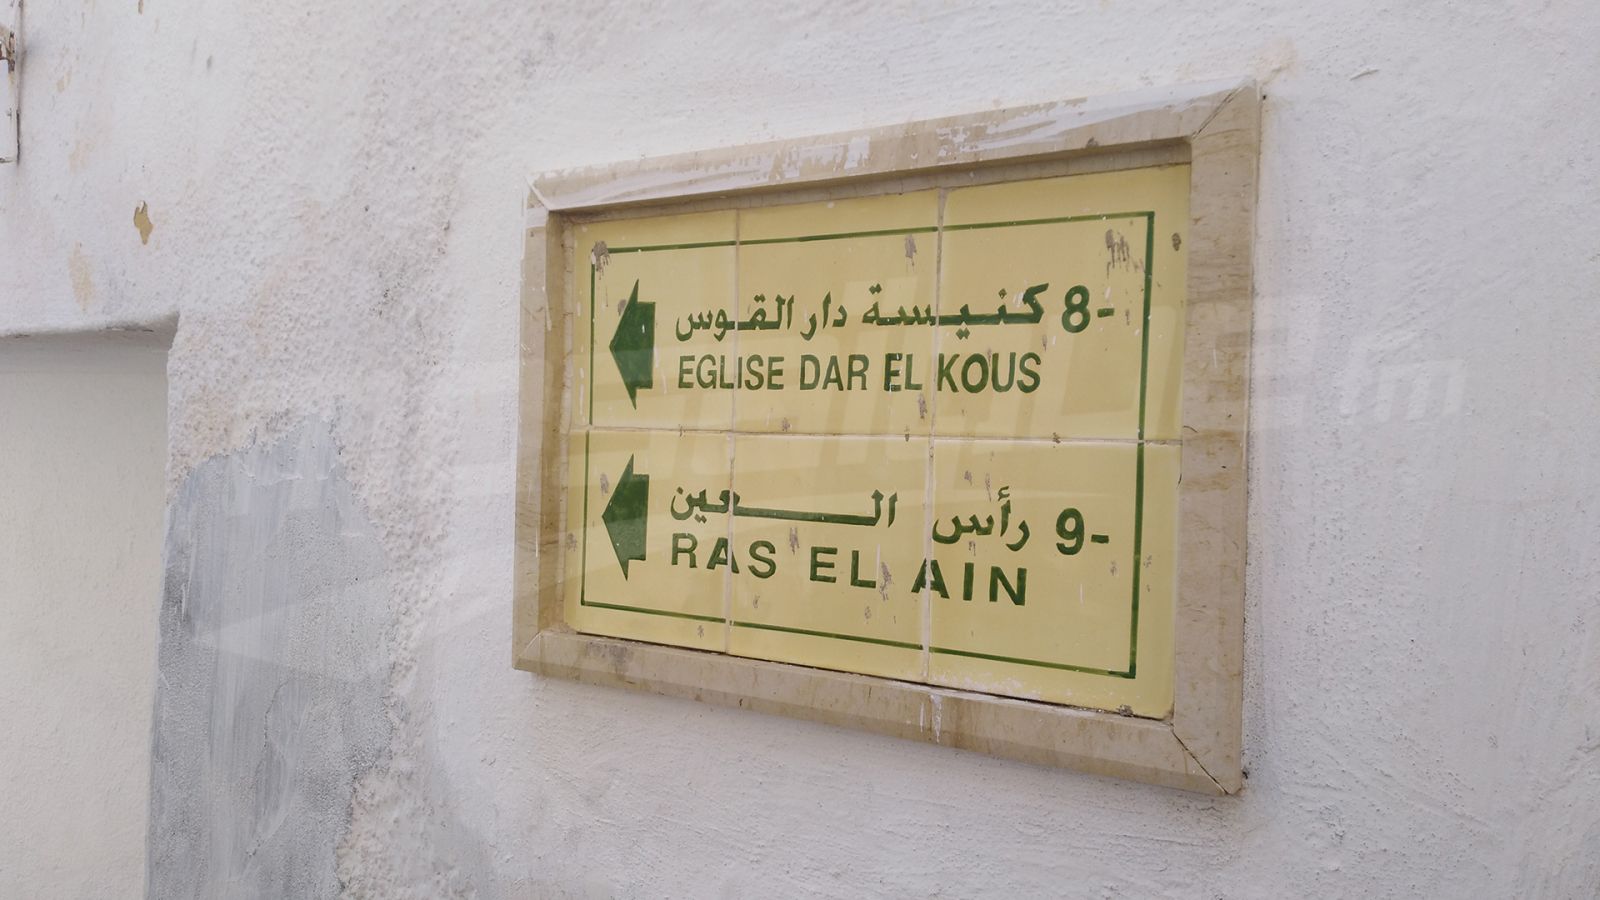 8- كنيسة دار القوس
EGLISE DAR EL KOUS
9- رأس العين
RAS EL AIN